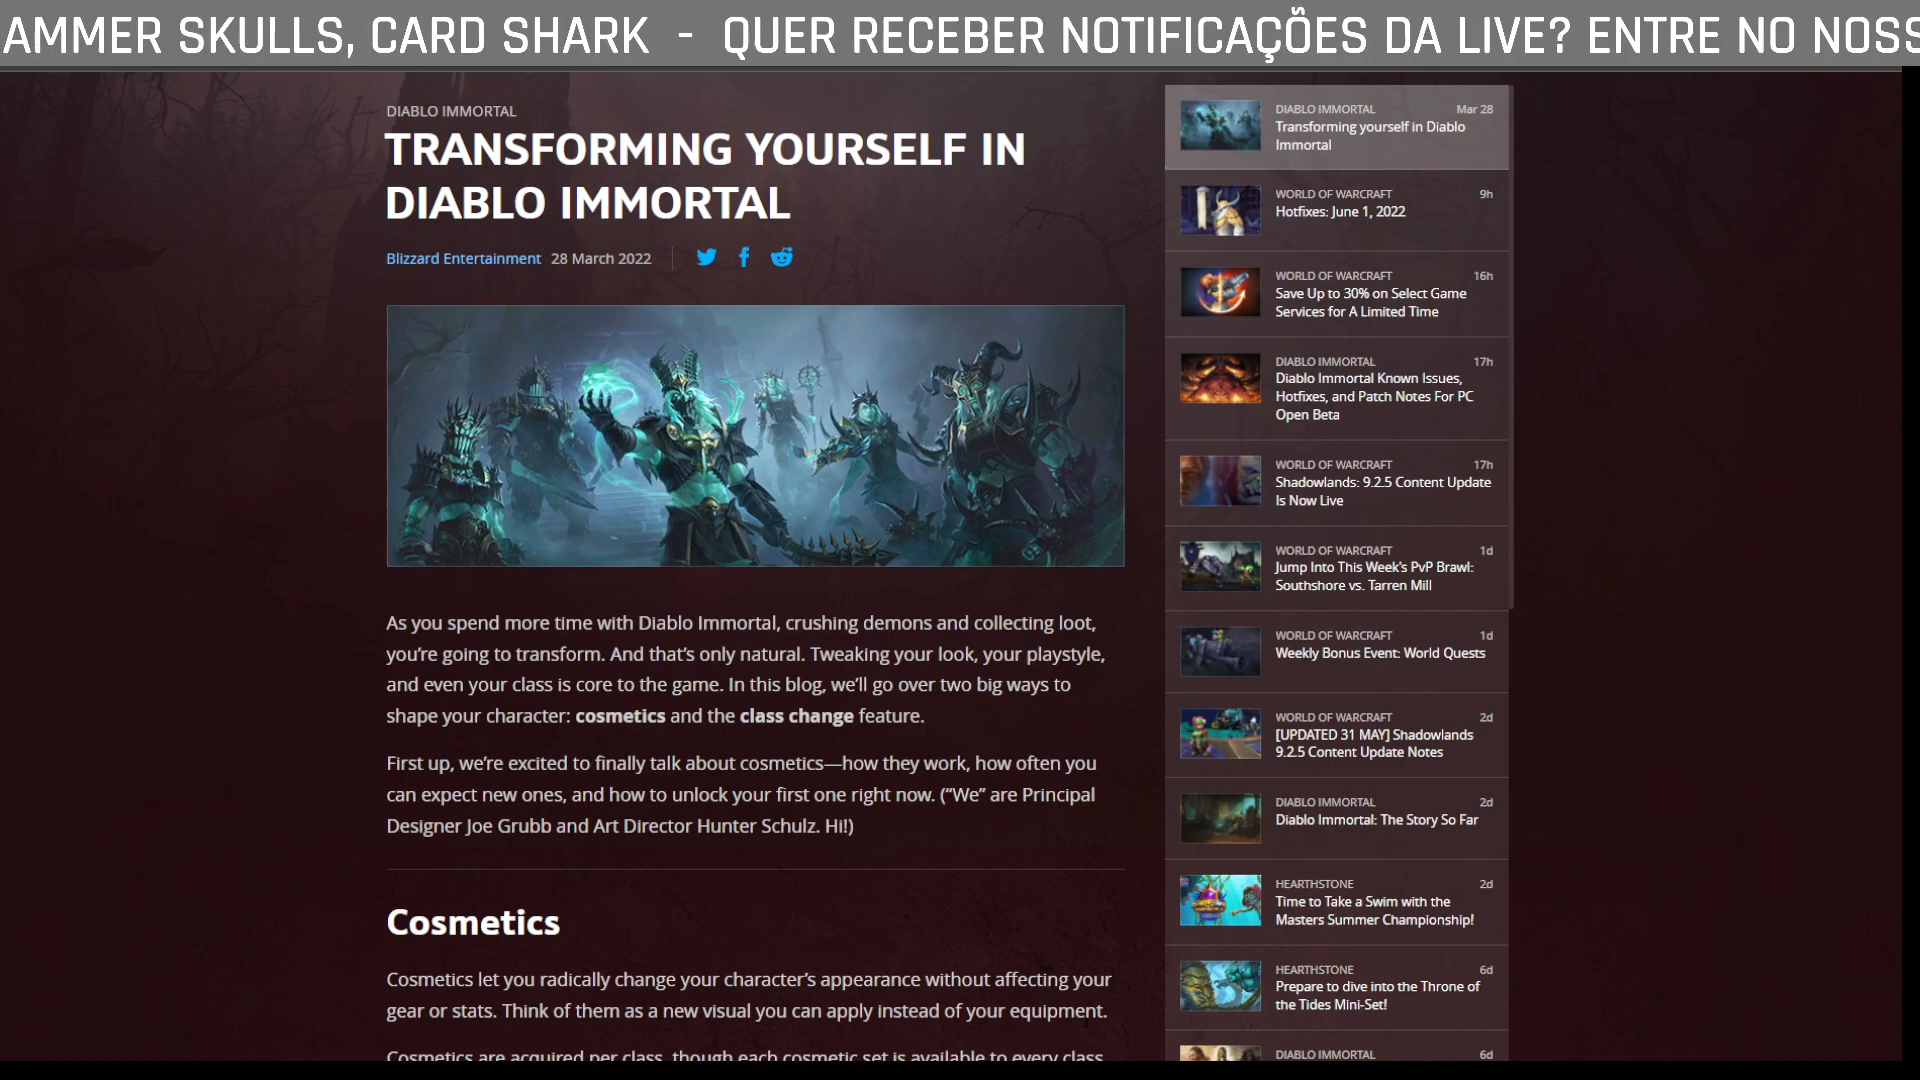 AMMER SKULLS, CARD SHARK - QUER RECEBER NOTIFICAÇÕES DA LIVE? ENTRE NO NOSS
DIABLO IMMORTAL
TRANSFORMING YOURSELF IN
DIABLO IMMORTAL
Blizzard Entertainment 28 March 2022
As you spend more time with Diablo Immortal, crushing demons and collecting loot,
you’re going to transform. And that’s only natural. Tweaking your look, your playstyle,
and even your class is core to the game. In this blog, we’ll go over two big ways to
shape your character: cosmetics and the class change feature.
First up, we’re excited to finally talk about cosmetics—how they work, how often you
can expect new ones, and how to unlock your first one right now. (“We” are Principal
Designer Joe Grubb and Art Director Hunter Schulz. Hi!)
Cosmetics
Cosmetics let you radically change your character’s appearance without affecting your
gear or stats. Think of them as a new visual you can apply instead of your equipment.
Cosmetics are acquired per class, though each cosmetic set is available to every class
DIABLO IMMORTAL Mar 28
Transforming yourself in Diablo
Immortal
WORLD OF WARCRAFT 9h
Hotfixes: June 1, 2022
WORLD OF WARCRAFT 16h
Save Up to 30% on Select Game
Services for A Limited Time
DIABLO IMMORTAL 17h
Diablo Immortal Known Issues,
Hotfixes, and Patch Notes For PC
Open Beta
WORLD OF WARCRAFT 17h
Shadowlands: 9.2.5 Content Update
Is Now Live
WORLD OF WARCRAFT 1d
Jump Into This Week's PvP Brawl:
Southshore vs. Tarren Mill
WORLD OF WARCRAFT 1d
Weekly Bonus Event: World Quests
WORLD OF WARCRAFT 2d
[UPDATED 31 MAY] Shadowlands
9.2.5 Content Update Notes
DIABLO IMMORTAL 2d
Diablo Immortal: The Story So Far
HEARTHSTONE 2d
Time to Take a Swim with the
Masters Summer Championship!
HEARTHSTONE 6d
Prepare to dive into the Throne of
the Tides Mini-Set!
DIABLO IMMORTAL 6d